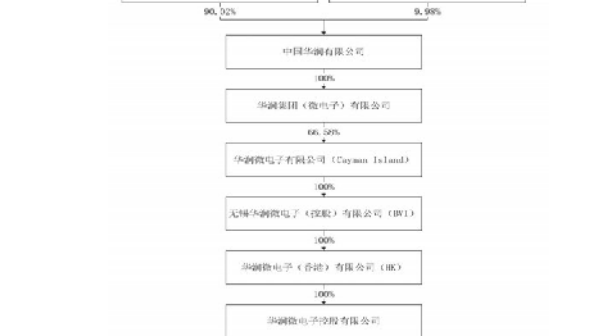 90.02%
9.98%
中国华润有限公司
100%
华润集团（微电子）有限公司
66.58%
华润微电子有限公司（Cayman Island）
100%
无锡华润微电子（控股）有限公司（BVI）
100%
华润微电子（香港）有限公司（HK）
100%
华润微电子控股有限公司